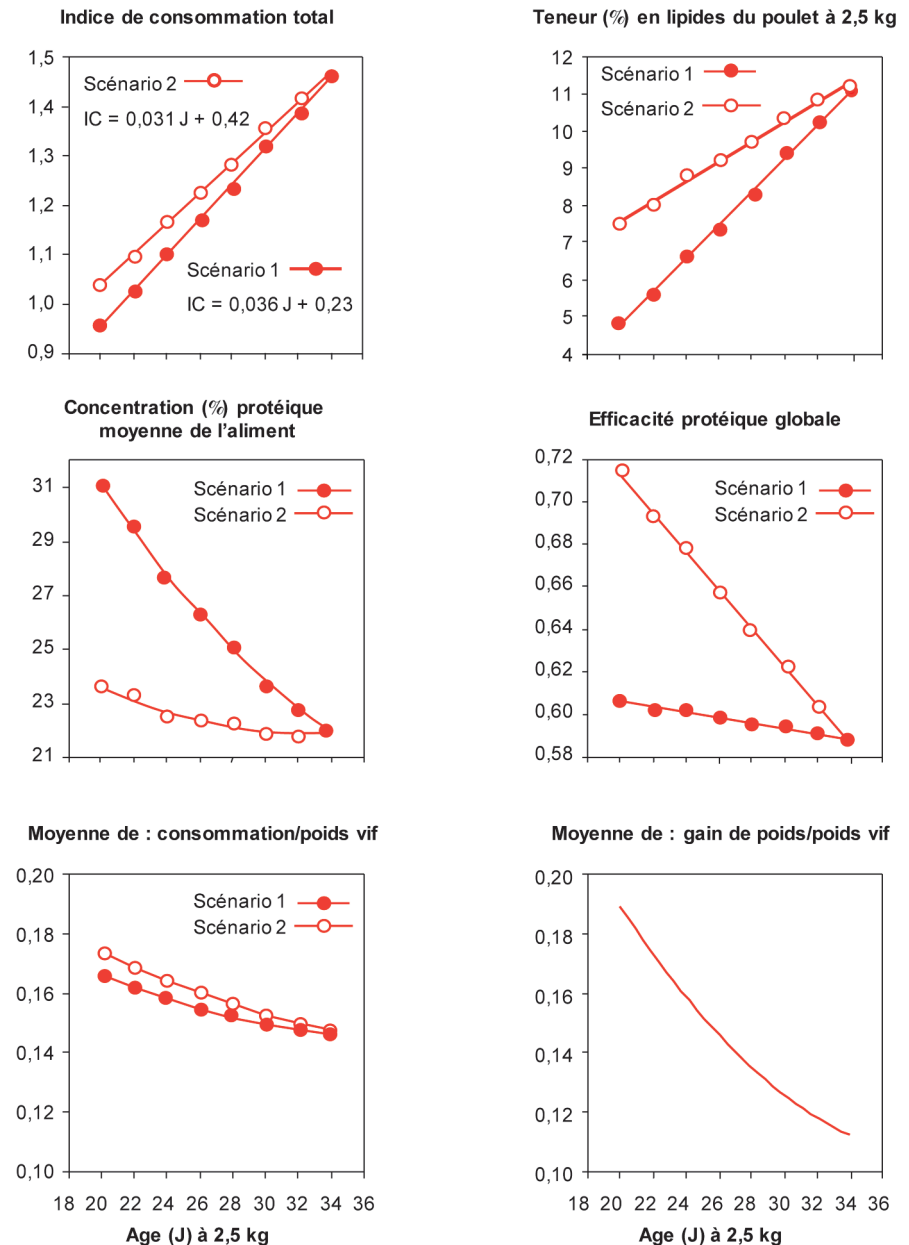 Indice de consommation total
1,5
1,4
1,3
1,2
1,1
1,0
0,9
Scénario 2
IC = 0,031 J + 0,42
Scénario 1
IC = 0,036 J + 0,23
Teneur (%) en lipides du poulet à 2,5 kg
12
11
10
9
8
7
6
5
4
Scénario 1
Scénario 2
Concentration (%) protéique
moyenne de l'aliment
31
29
27
25
23
21
Scénario 1
Scénario 2
Efficacité protéique globale
0,72
0,70
0,68
0,66
0,64
0,62
0,60
0,58
Scénario 1
Scénario 2
Moyenne de : consommation/poids vif
0,20
0,18
0,16
0,14
0,12
0,10
Scénario 1
Scénario 2
18 20 22 24 26 28 30 32 34 36
Age (J) à 2,5 kg
Moyenne de : gain de poids/poids vif
0,20
0,18
0,16
0,14
0,12
0,10
18 20 22 24 26 28 30 32 34 36
Age (J) à 2,5 kg